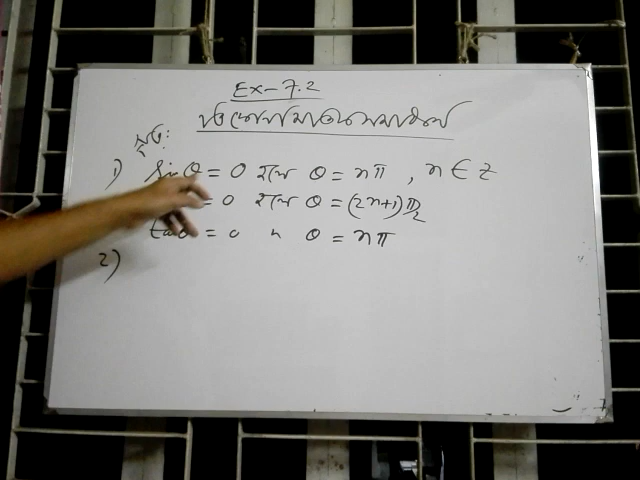 Ex-7.2
ত্রিকোণমিতিক সমীকরণ
সূত্র:
1) Sin θ = 0 হলে θ = nπ , n ∈ z
= 0 হলে θ = (2n+1)π/2
tanθ = 0 " θ = nπ
2)